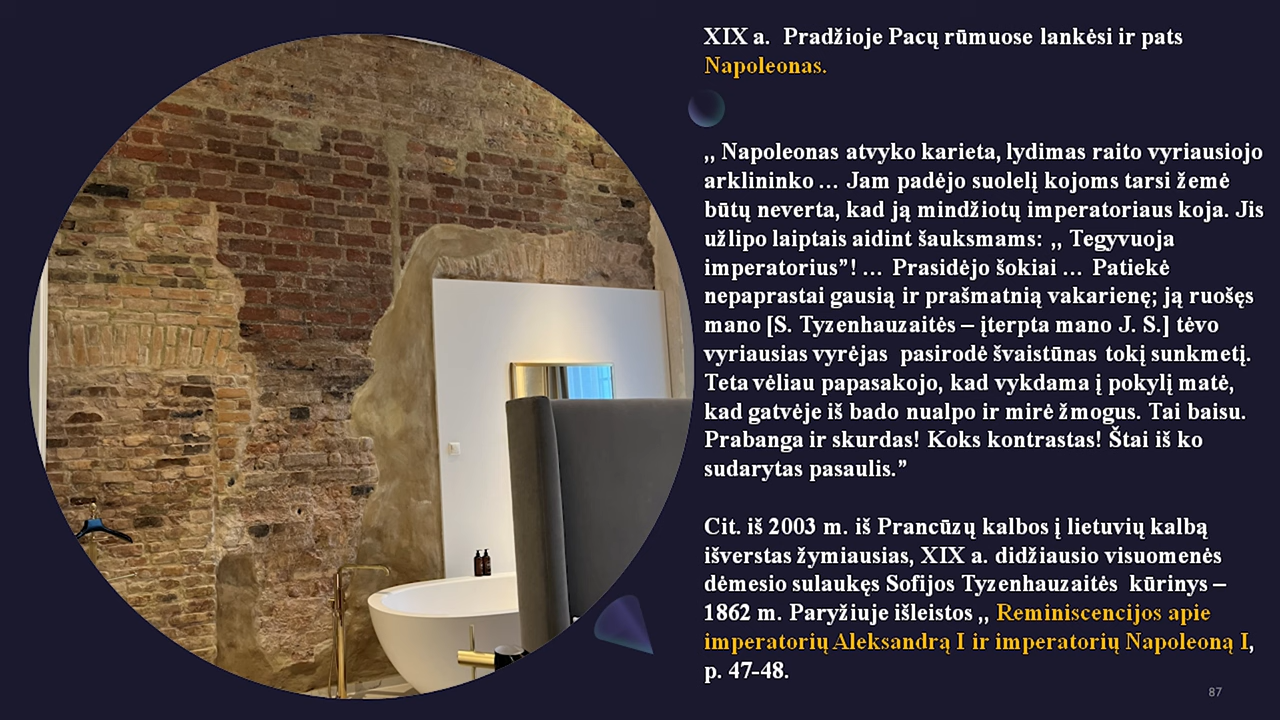 XIX a.  Pradžioje Pacų rūmuose lankėsi ir pats
Napoleonas.
,, Napoleonas atvyko karieta, lydimas raito vyriausiojo
arklininko … Jam padėjo suolelį kojoms tarsi žemė
būtų neverta, kad ją mindžiotų imperatoriaus koja. Jis
užlipo laiptais aidint šauksmams: ,, Tegyvuoja
imperatorius”! … Prasidėjo šokiai … Patiekė
nepaprastai gausią ir prašmatnią vakarienę; ją ruošęs
mano [S. Tyzenhauzaitės – įterpta mano J. S.] tėvo
vyriausias vyrėjas  pasirodė švaistūnas tokį sunkmetį.
Teta vėliau papasakojo, kad vykdama į pokylį matė,
kad gatvėje iš bado nualpo ir mirė žmogus. Tai baisu.
Prabanga ir skurdas! Koks kontrastas! Štai iš ko
sudarytas pasaulis.”
Cit. iš 2003 m. iš Prancūzų kalbos į lietuvių kalbą
išverstas žymiausias, XIX a. didžiausio visuomenės
dėmesio sulaukęs Sofijos Tyzenhauzaitės  kūrinys –
1862 m. Paryžiuje išleistos ,, Reminiscencijos apie
imperatorių Aleksandrą I ir imperatorių Napoleoną I,
p. 47-48.
87